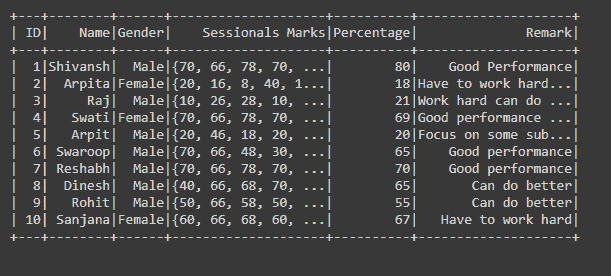 +---+--------+------+--------------------+----------+--------------------+
| ID|    Name|Gender|     Sessionals Marks|Percentage|              Remark|
+---+--------+------+--------------------+----------+--------------------+
|  1|Shivansh|  Male|{70, 66, 78, 70, ...|        80|    Good Performance|
|  2|  Arpita|Female|{20, 16, 8, 40, 1...|        18|Have to work hard...|
|  3|     Raj|  Male|{10, 26, 28, 10, ...|        21|Work hard can do ...|
|  4|   Swati|Female|{70, 66, 78, 70, ...|        69|Good performance ...|
|  5|   Arpit|  Male|{20, 46, 18, 20, ...|        20|Focus on some sub...|
|  6| Swaroop|  Male|{70, 66, 48, 30, ...|        65|    Good performance|
|  7| Reshabh|  Male|{70, 66, 78, 70, ...|        70|    Good performance|
|  8|  Dinesh|  Male|{40, 66, 68, 70, ...|        65|       Can do better|
|  9|   Rohit|  Male|{50, 66, 58, 50, ...|        55|       Can do better|
| 10| Sanjana|Female|{60, 66, 68, 60, ...|        67|   Have to work hard|
+---+--------+------+--------------------+----------+--------------------+